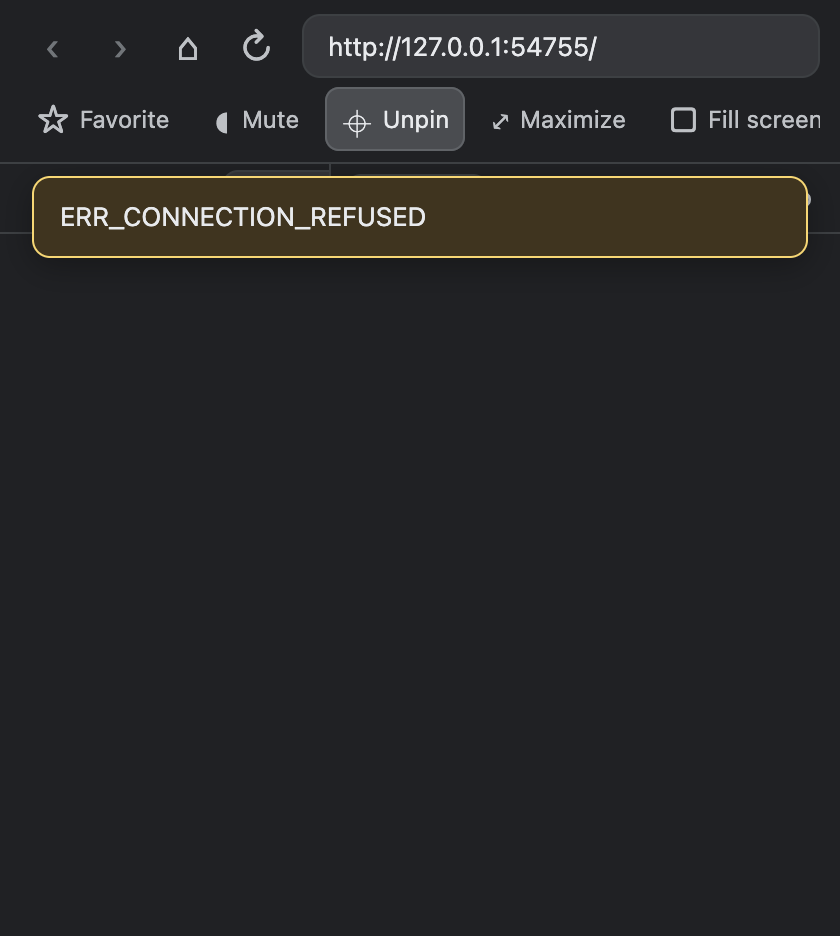 http://127.0.0.1:54755/
Favorite
Mute
Unpin
Maximize
Fill screen
ERR_CONNECTION_REFUSED